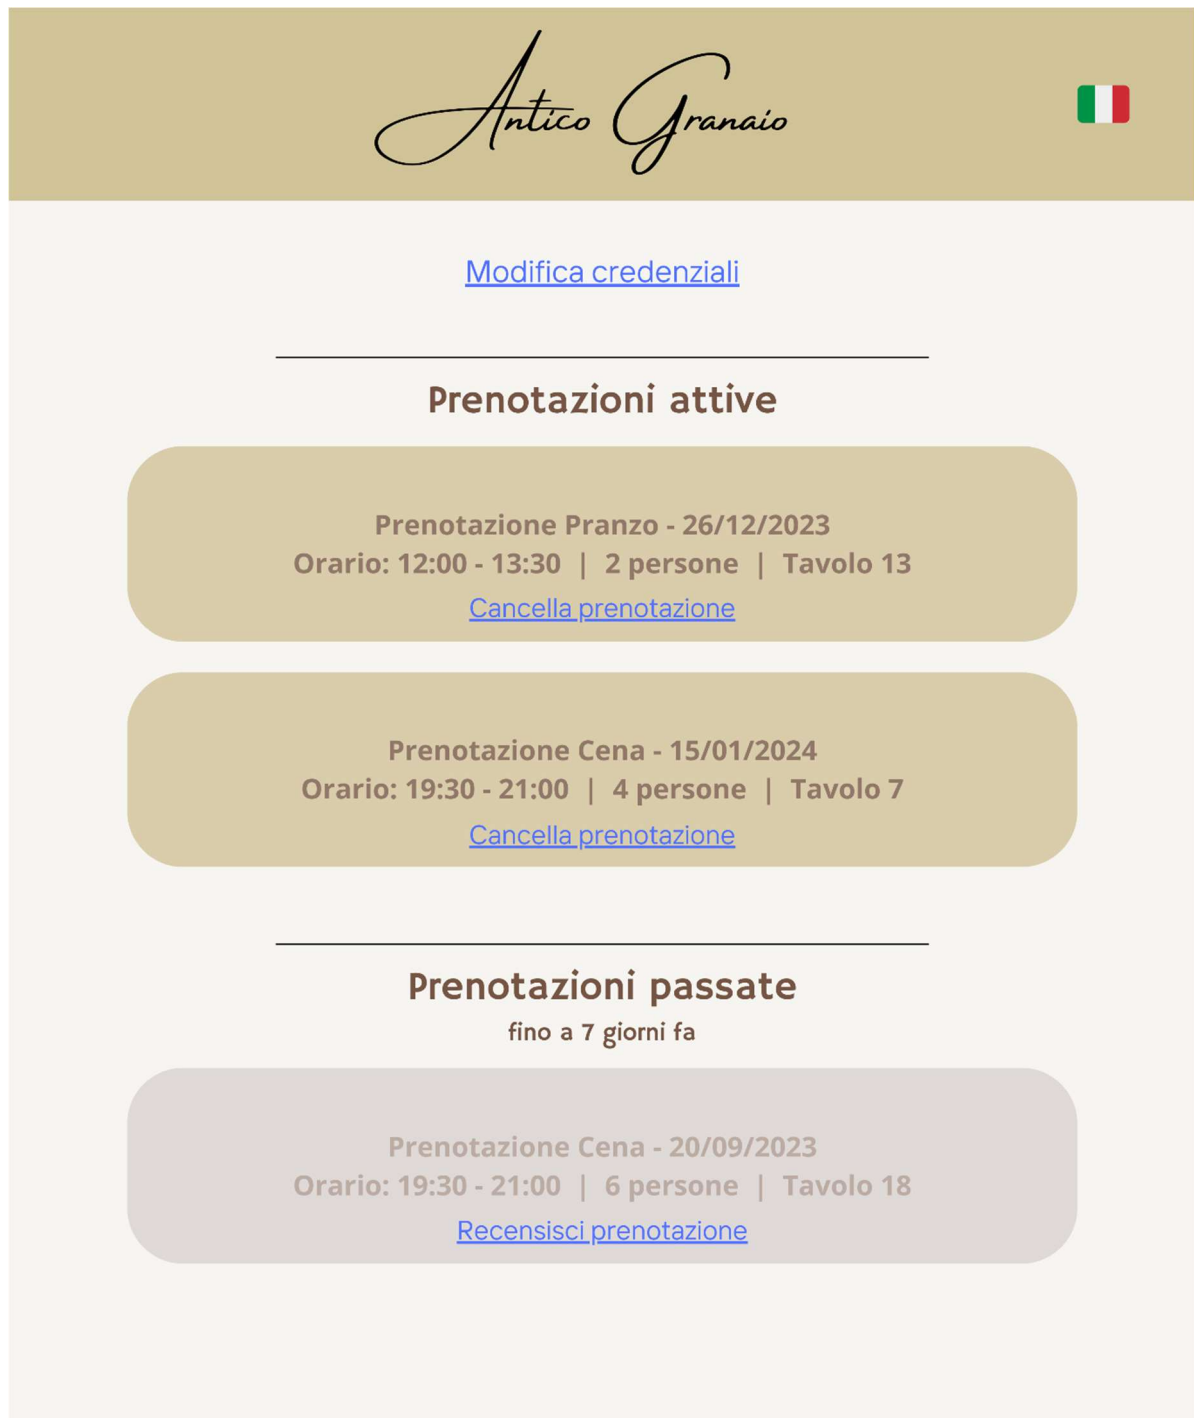 Antico Granaio
Modifica credenziali
Prenotazioni attive
Prenotazione Pranzo - 26/12/2023
Orario: 12:00 - 13:30 | 2 persone | Tavolo 13
Cancella prenotazione
Prenotazione Cena - 15/01/2024
Orario: 19:30 - 21:00 | 4 persone | Tavolo 7
Cancella prenotazione
Prenotazioni passate
fino a 7 giorni fa
Prenotazione Cena - 20/09/2023
Orario: 19:30 - 21:00 | 6 persone | Tavolo 18
Recensisci prenotazione